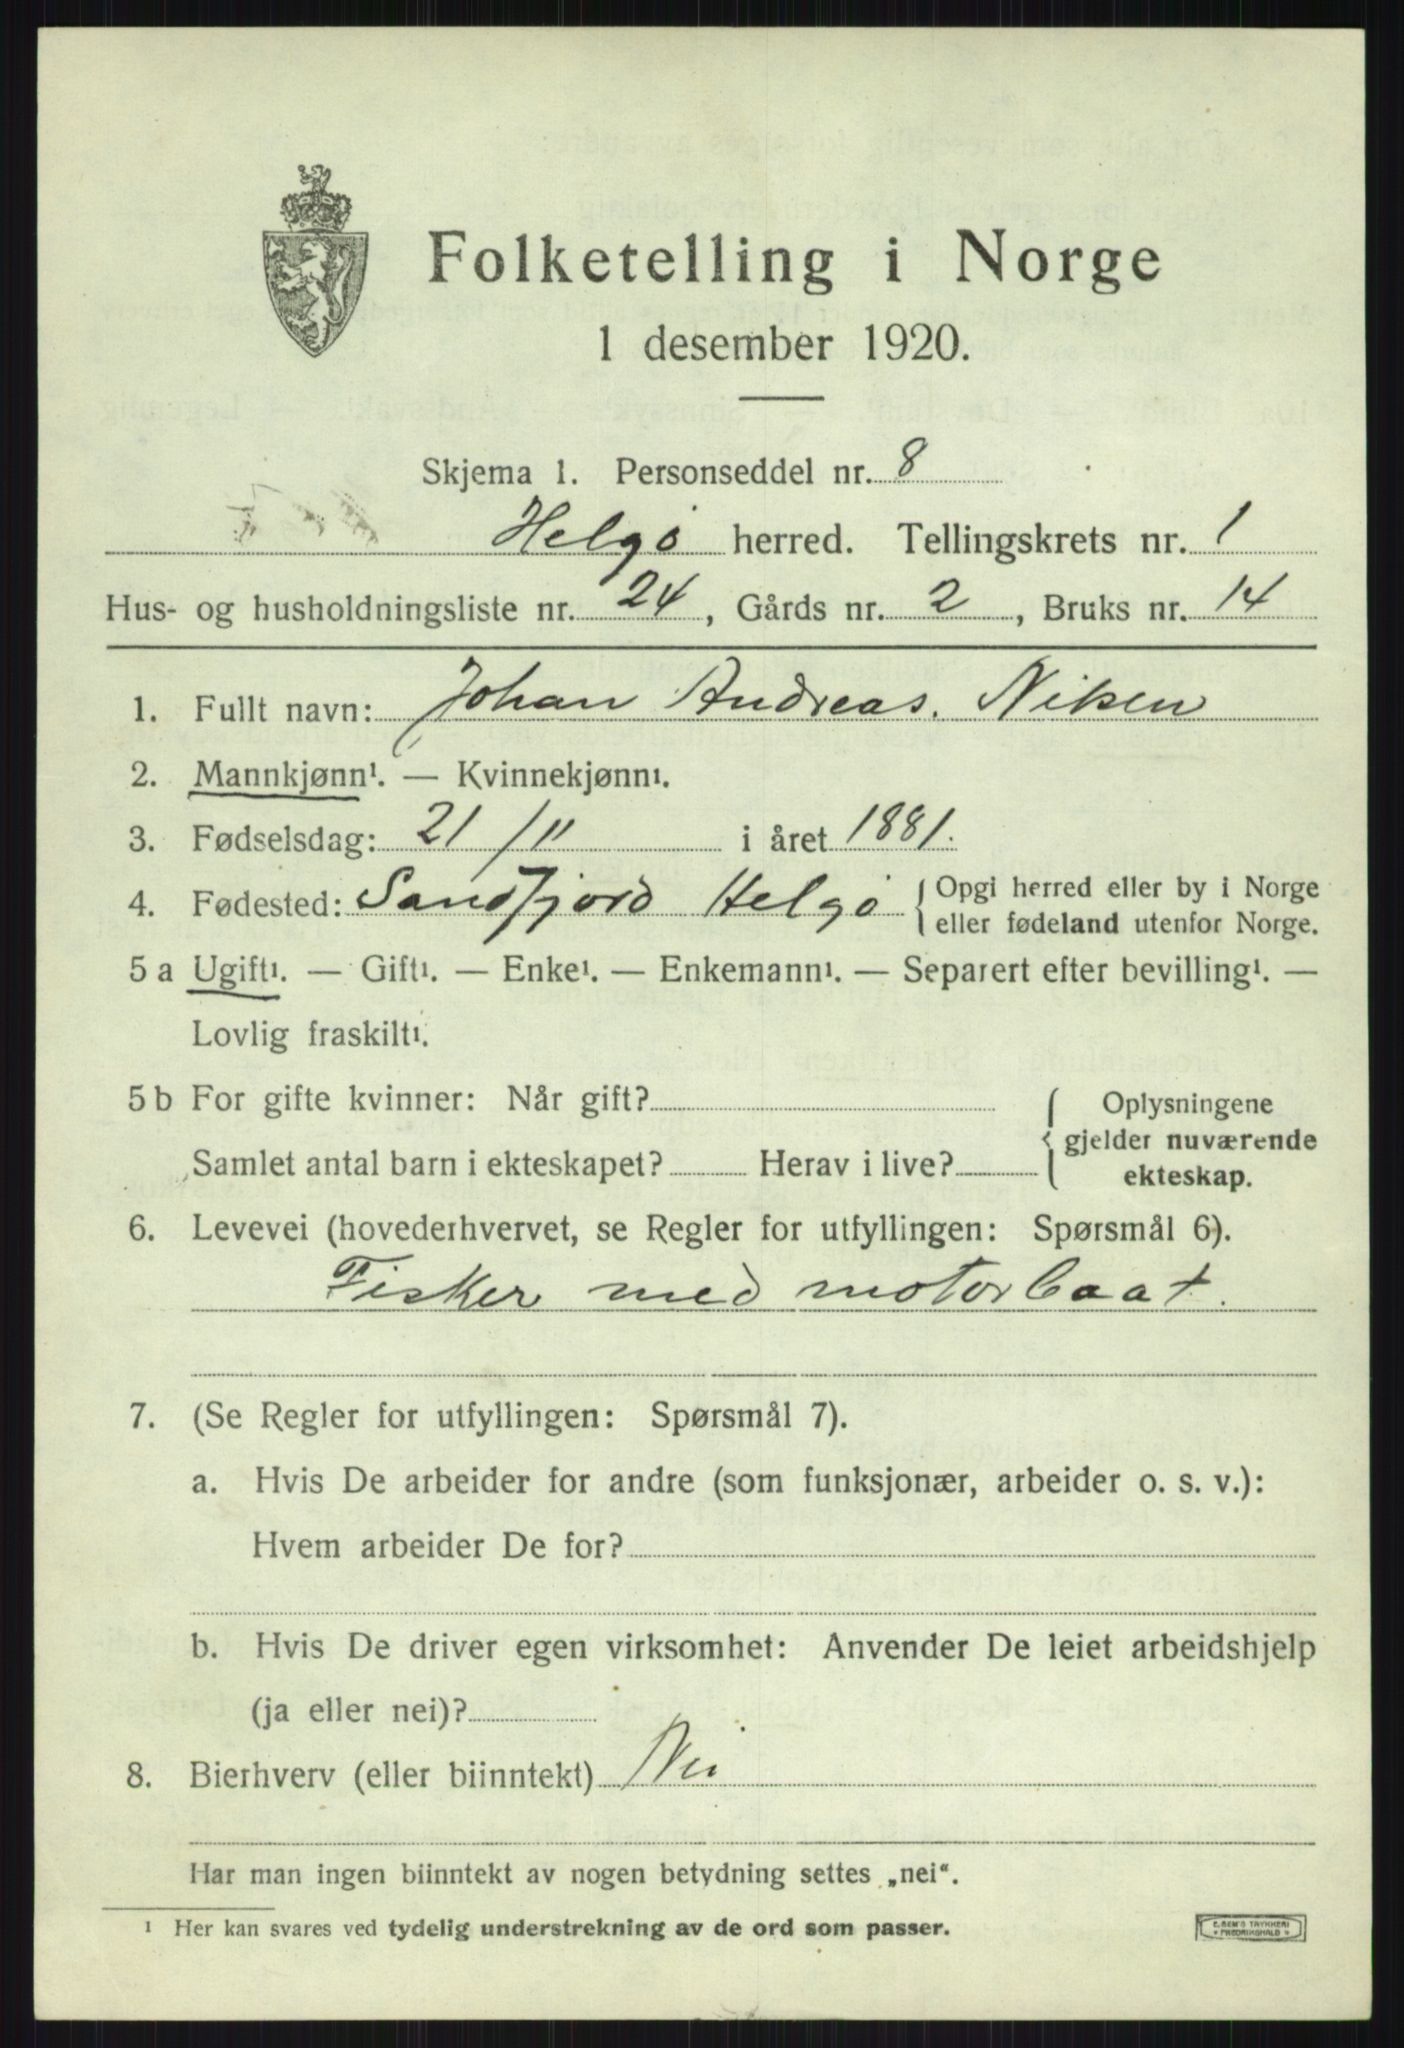 Folketelling i Norge
1 desember 1920.
Skjema 1. Personseddel nr. 8
Helgö herred. Tellingskrets nr. 1
Hus- og husholdningsliste nr. 24, Gårds nr. 2, Bruks nr. 14
1. Fullt navn: Johan Andreas. Nilsen
2. Mannkjønn¹. — Kvinnekjønn¹.
3. Fødselsdag: 21/11 i året 1881.
4. Fødested: Sandfjord Helgö { Opgi herred eller by i Norge
eller fødeland utenfor Norge.
5 a Ugift¹. — Gift¹. — Enke¹. — Enkemann¹. — Separert efter bevilling¹. —
Lovlig fraskilt¹.
5 b For gifte kvinner: Når gift?
Samlet antal barn i ekteskapet? Herav i live?
{ Oplysningene
gjelder nuværende
ekteskap.
6. Levevei (hovederhvervet, se Regler for utfyllingen: Spørsmål 6).
Fisker med motorbaat.
7. (Se Regler for utfyllingen: Spørsmål 7).
a. Hvis De arbeider for andre (som funksjonær, arbeider o. s. v.):
Hvem arbeider De for?
b. Hvis De driver egen virksomhet: Anvender De leiet arbeidshjelp
(ja eller nei)?
8. Bierhverv (eller biinntekt) Nei
Har man ingen biinntekt av nogen betydning settes „nei“.
¹ Her kan svares ved tydelig understrekning av de ord som passer.
FREDRIKSHALD